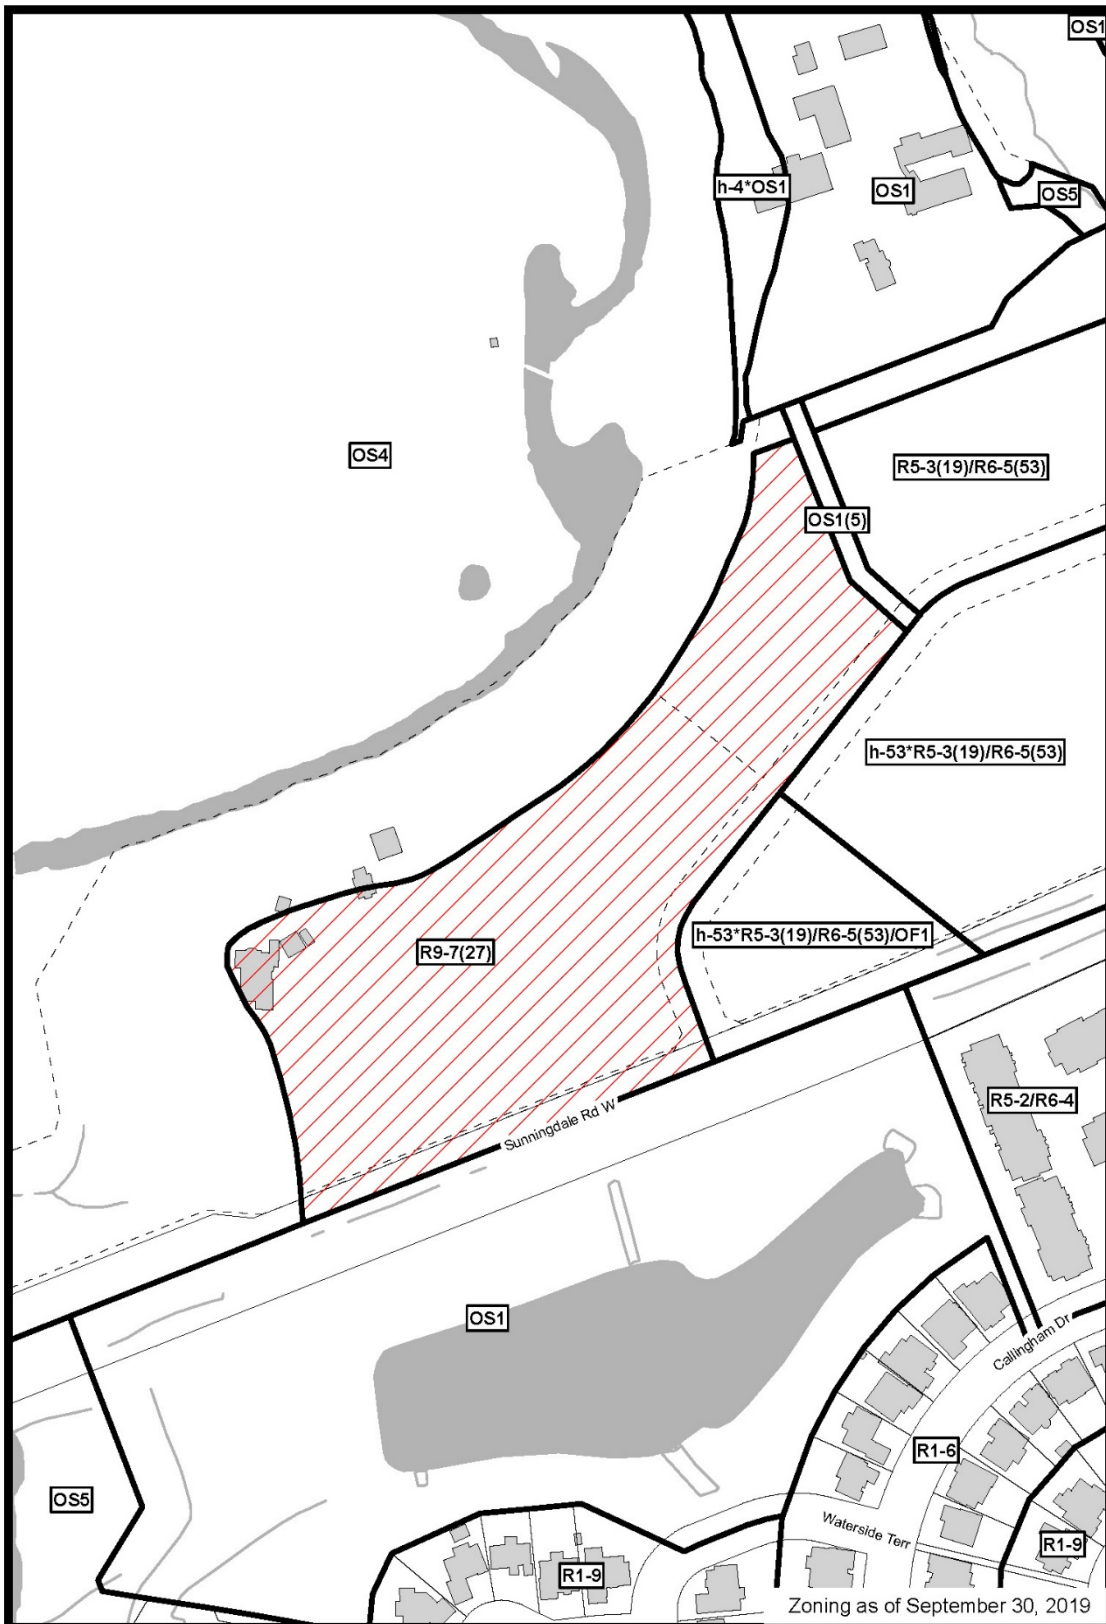 OS1
h-4*OS1
OS1
OS5
OS4
R5-3(19)/R6-5(53)
OS1(5)
h-53*R5-3(19)/R6-5(53)
h-53*R5-3(19)/R6-5(53)/OF1
R9-7(27)
R5-2/R6-4
Sunningdale Rd W
OS1
Callingham Dr
R1-6
OS5
Waterside Terr
R1-9
R1-9
Zoning as of September 30, 2019